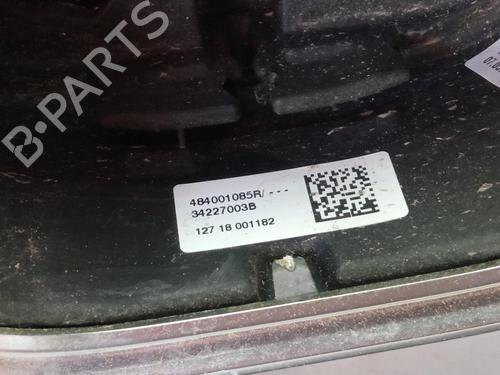 B-PARTS
484001085R/ ---
34227003B
127 18 001182